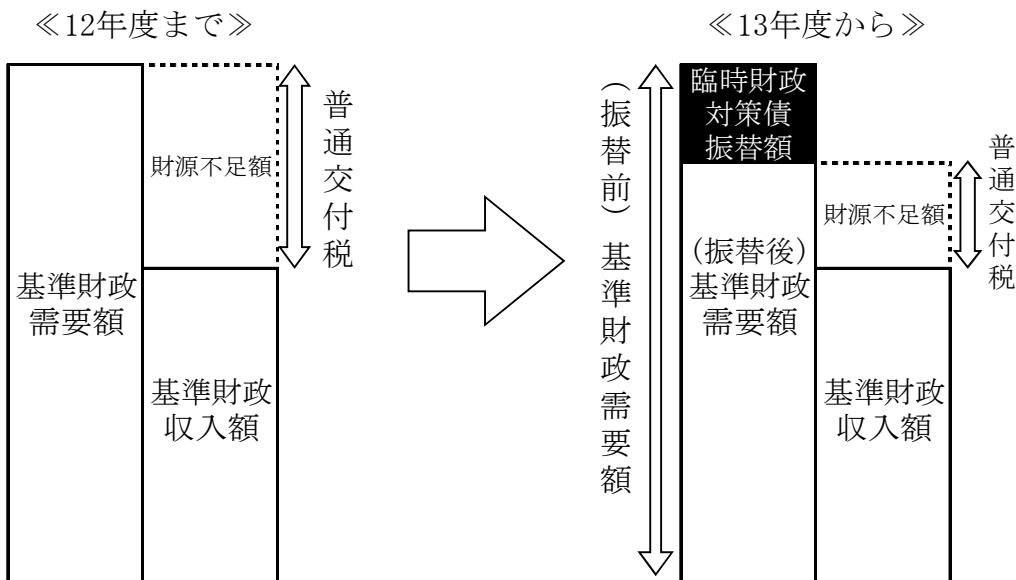 ≪12年度まで≫
基準財政
需要額
財源不足額
普通交付税
基準財政
収入額
≪13年度から≫
(振替前)基準財政需要額
臨時財政
対策債
振替額
(振替後)
基準財政
需要額
財源不足額
普通交付税
基準財政
収入額